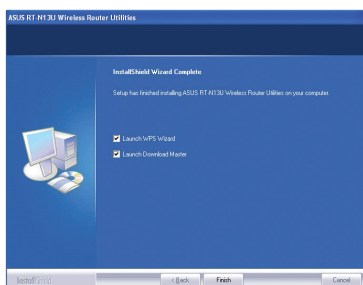 ASUS RT-N13U Wireless Router Utilities
InstallShield Wizard Complete
Setup has finished installing ASUS RT-N13U Wireless Router Utilities on your computer.
Launch WPS Wizard
Launch Download Master
InstallShield
< Back
Finish
Cancel